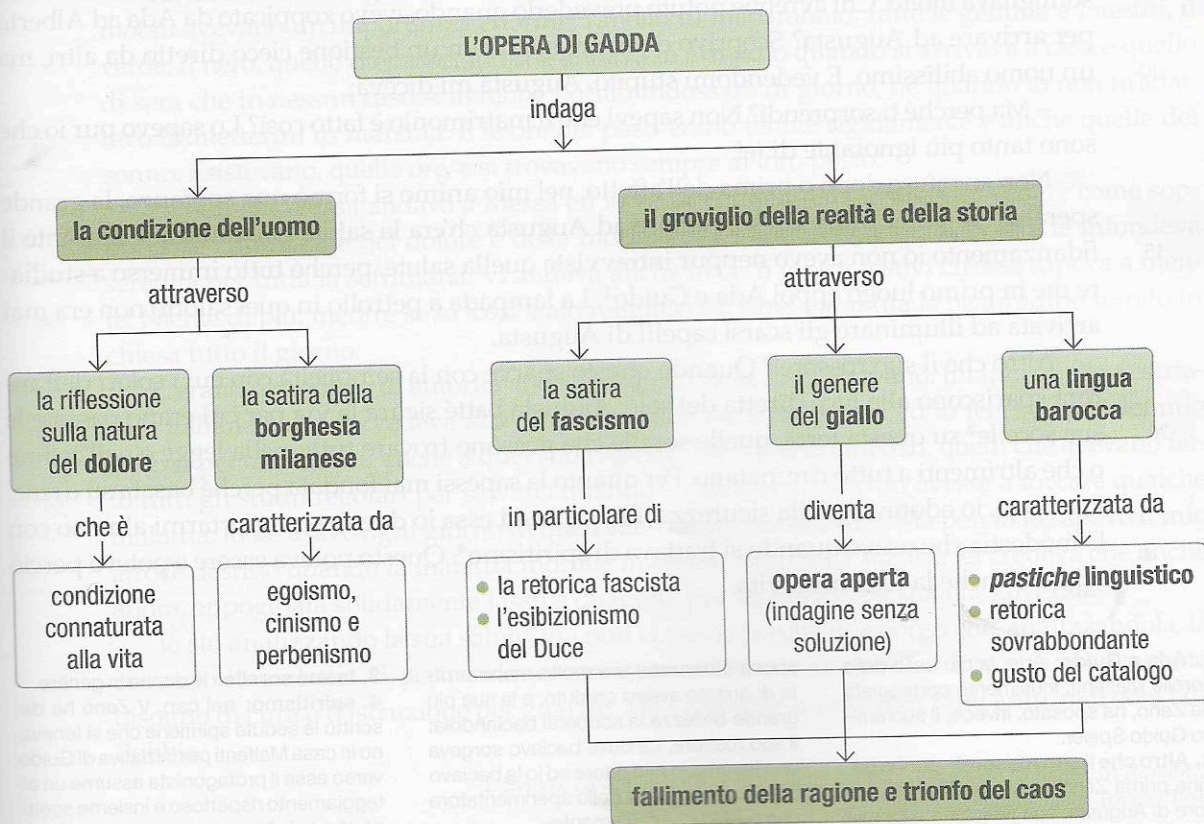 L'OPERA DI GADDA
indaga
la condizione dell'uomo
il groviglio della realtà e della storia
attraverso
attraverso
la riflessione
sulla natura
del dolore
la satira della
borghesia
milanese
la satira
del fascismo
il genere
del giallo
una lingua
barocca
che è
caratterizzata da
in particolare di
diventa
caratterizzata da
condizione
connaturata
alla vita
egoismo,
cinismo e
perbenismo
la retorica fascista
l'esibizionismo
del Duce
opera aperta
(indagine senza
soluzione)
pastiche linguistico
retorica
sovrabbondante
gusto del catalogo
fallimento della ragione e trionfo del caos